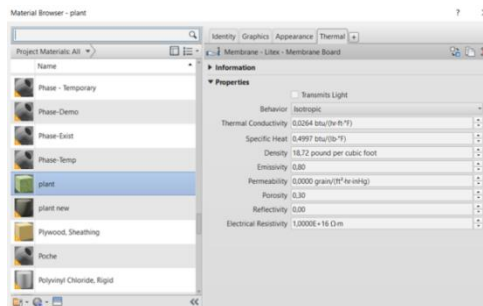 Material Browser - plant
?
Identity Graphics Appearance Thermal +
Project Materials: All
Membrane - Litex - Membrane Board
Name
Information
Phase - Temporary
Phase-Demo
Phase-Exist
Phase-Temp
plant
plant new
Plywood, Sheathing
Poche
Polyvinyl Chloride, Rigid
Properties
Transmits Light
Behavior Isotropic
Thermal Conductivity 0,0264 btu/(hr·ft·°F)
Specific Heat 0,4997 btu/(lb·°F)
Density 18,72 pound per cubic foot
Emissivity 0,80
Permeability 0,0000 grain/(ft²·hr·inHg)
Porosity 0,30
Reflectivity 0,00
Electrical Resistivity 1,0000E+16 Ω·m